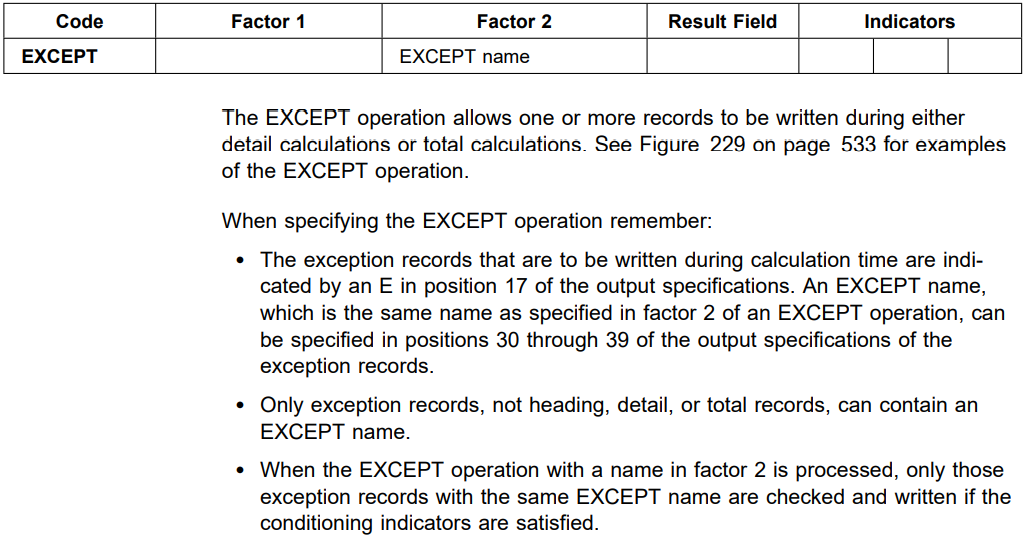 Code Factor 1 Factor 2 Result Field Indicators
EXCEPT EXCEPT name
The EXCEPT operation allows one or more records to be written during either
detail calculations or total calculations. See Figure 229 on page 533 for examples
of the EXCEPT operation.
When specifying the EXCEPT operation remember:
• The exception records that are to be written during calculation time are indi-
cated by an E in position 17 of the output specifications. An EXCEPT name,
which is the same name as specified in factor 2 of an EXCEPT operation, can
be specified in positions 30 through 39 of the output specifications of the
exception records.
• Only exception records, not heading, detail, or total records, can contain an
EXCEPT name.
• When the EXCEPT operation with a name in factor 2 is processed, only those
exception records with the same EXCEPT name are checked and written if the
conditioning indicators are satisfied.